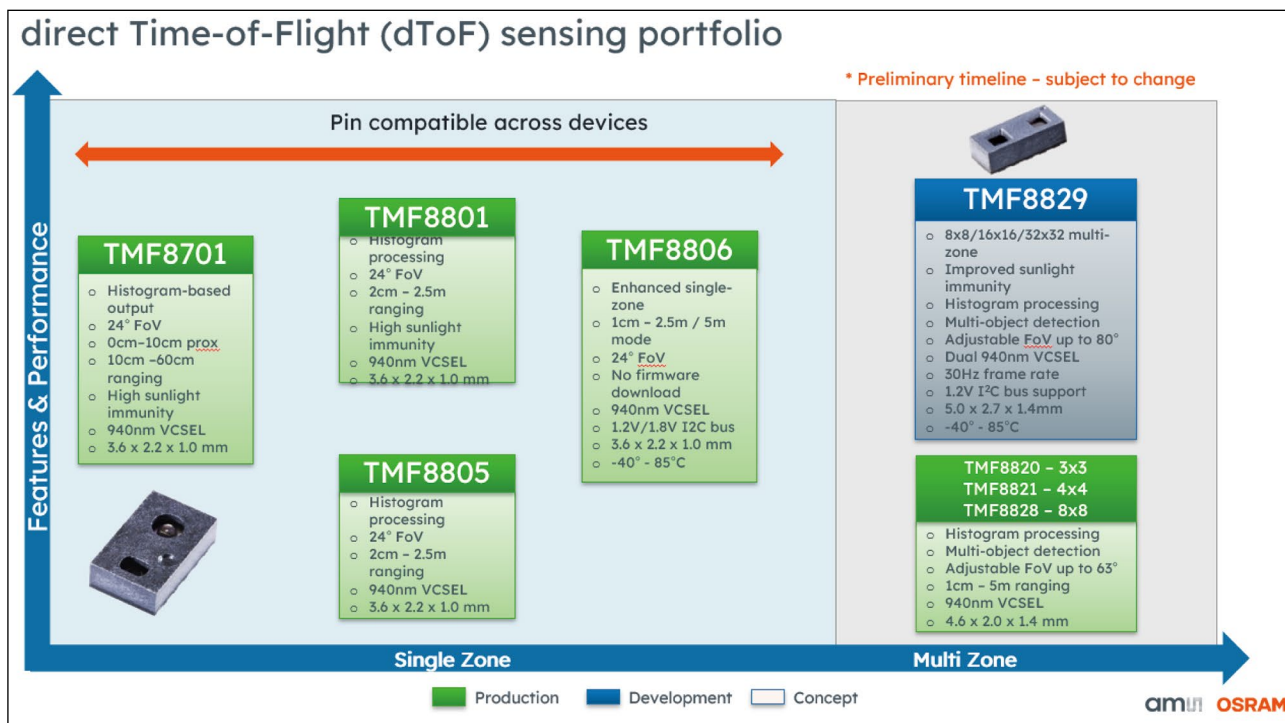 direct Time-of-Flight (dToF) sensing portfolio
* Preliminary timeline – subject to change
Features & Performance
Pin compatible across devices
TMF8701
o Histogram-based
output
o 24° FoV
o 0cm–10cm prox
o 10cm –60cm
ranging
o High sunlight
immunity
o 940nm VCSEL
o 3.6 x 2.2 x 1.0 mm
TMF8801
o Histogram
processing
o 24° FoV
o 2cm – 2.5m
ranging
o High sunlight
immunity
o 940nm VCSEL
o 3.6 x 2.2 x 1.0 mm
TMF8805
o Histogram
processing
o 24° FoV
o 2cm – 2.5m
ranging
o 940nm VCSEL
o 3.6 x 2.2 x 1.0 mm
TMF8806
o Enhanced single-
zone
o 1cm – 2.5m / 5m
mode
o 24° FoV
o No firmware
download
o 940nm VCSEL
o 1.2V/1.8V I2C bus
o 3.6 x 2.2 x 1.0 mm
o -40° - 85°C
TMF8829
o 8x8/16x16/32x32 multi-
zone
o Improved sunlight
immunity
o Histogram processing
o Multi-object detection
o Adjustable FoV up to 80°
o Dual 940nm VCSEL
o 30Hz frame rate
o 1.2V I²C bus support
o 5.0 x 2.7 x 1.4mm
o -40° - 85°C
TMF8820 – 3x3
TMF8821 – 4x4
TMF8828 – 8x8
o Histogram processing
o Multi-object detection
o Adjustable FoV up to 63°
o 1cm – 5m ranging
o 940nm VCSEL
o 4.6 x 2.0 x 1.4 mm
Single Zone
Multi Zone
Production
Development
Concept
amu OSRAM